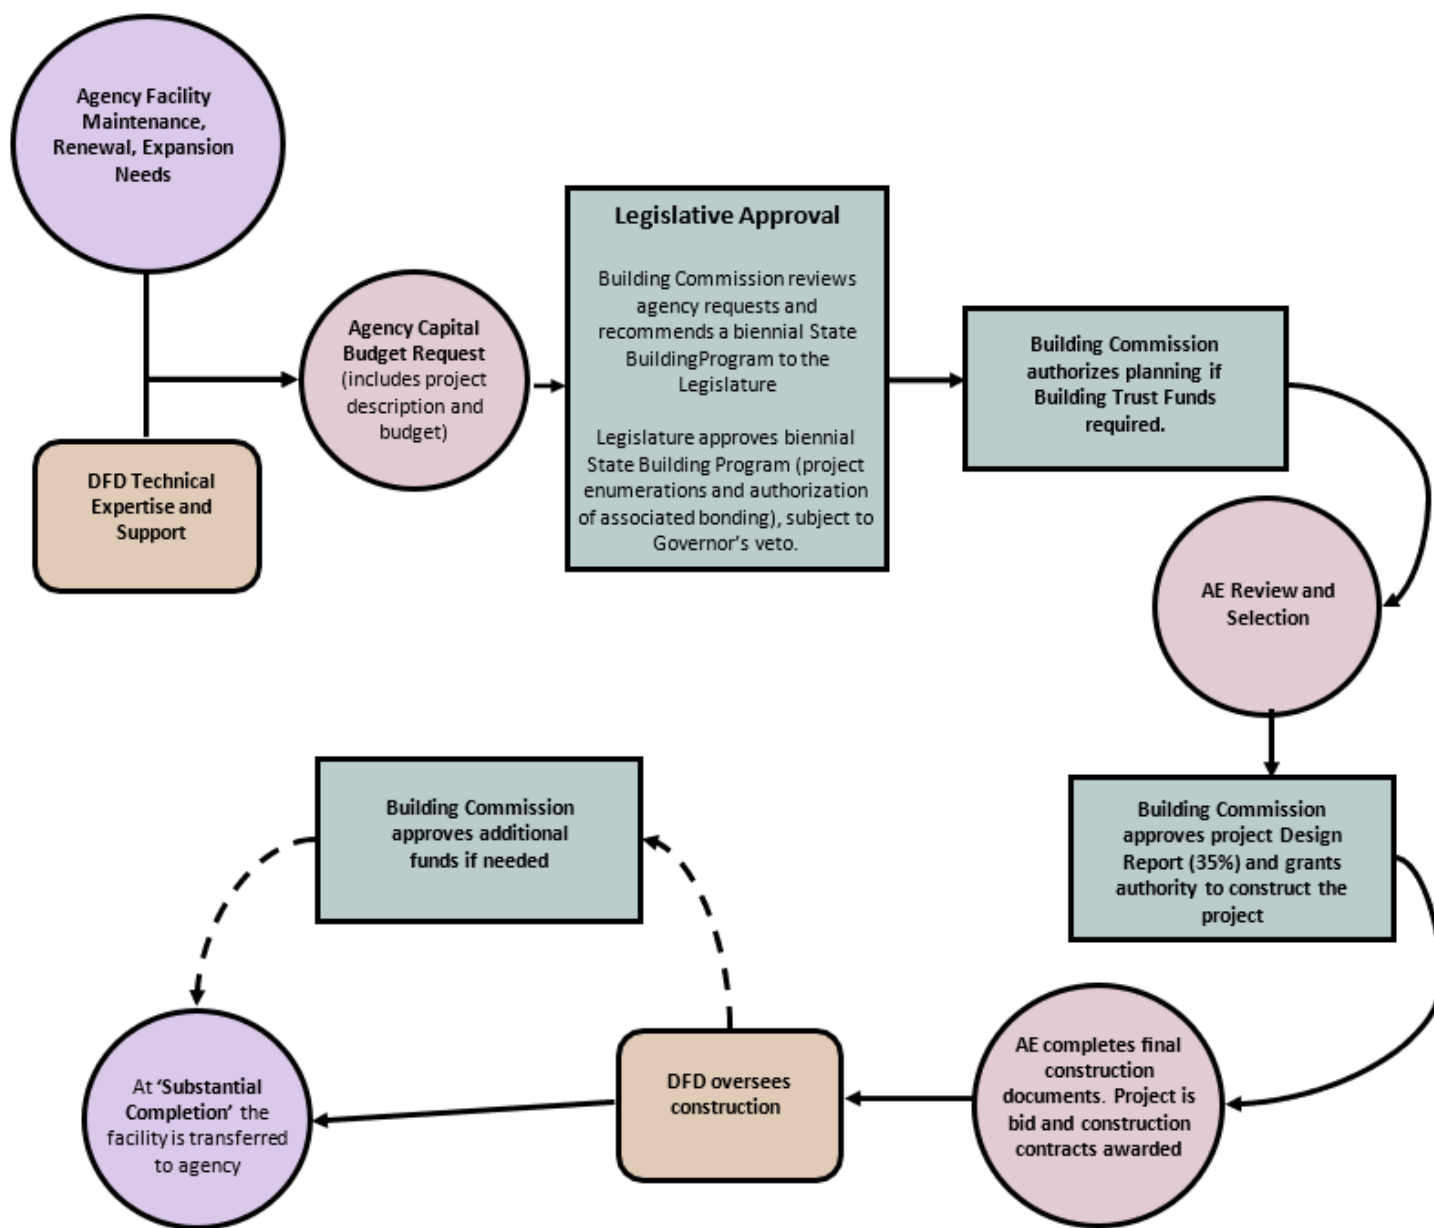 Agency Facility
Maintenance,
Renewal, Expansion
Needs
DFD Technical
Expertise and
Support
Agency Capital
Budget Request
(includes project
description and
budget)
Legislative Approval
Building Commission reviews
agency requests and
recommends a biennial State
BuildingProgram to the
Legislature
Legislature approves biennial
State Building Program (project
enumerations and authorization
of associated bonding), subject to
Governor's veto.
Building Commission
authorizes planning if
Building Trust Funds
required.
AE Review and
Selection
Building Commission
approves project Design
Report (35%) and grants
authority to construct the
project
AE completes final
construction
documents. Project is
bid and construction
contracts awarded
DFD oversees
construction
Building Commission
approves additional
funds if needed
At ‘Substantial
Completion’ the
facility is transferred
to agency